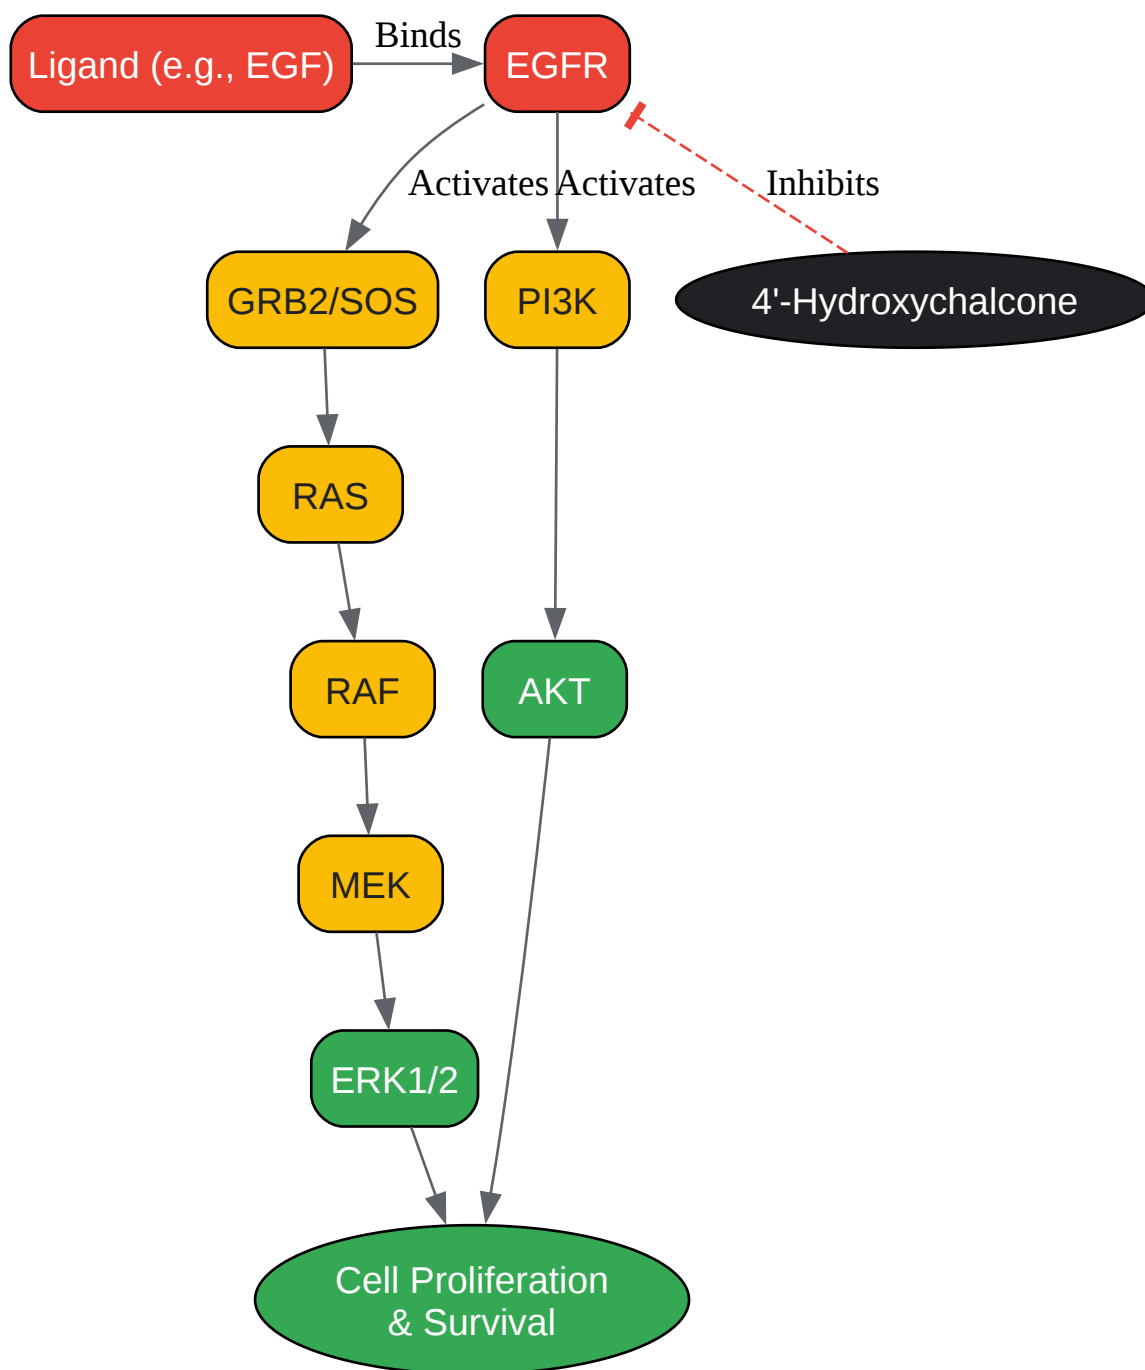 Ligand (e.g., EGF)
Binds
EGFR
Activates
Activates
Inhibits
GRB2/SOS
PI3K
4'-Hydroxychalcone
RAS
RAF
AKT
MEK
ERK1/2
Cell Proliferation
& Survival